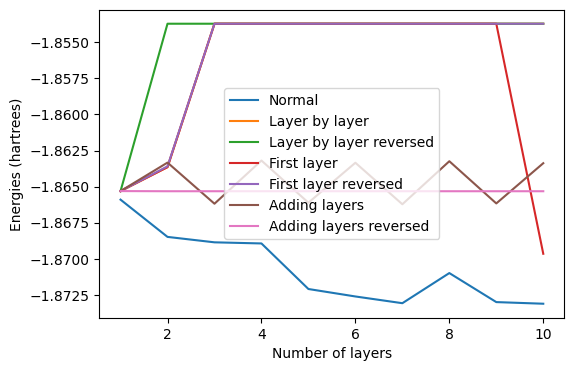 −1.8550
−1.8575
−1.8600
−1.8625
−1.8650
−1.8675
−1.8700
−1.8725
Energies (hartrees)
Normal
Layer by layer
Layer by layer reversed
First layer
First layer reversed
Adding layers
Adding layers reversed
2 4 6 8 10
Number of layers